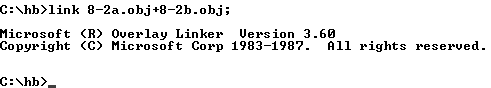 C:\hb>link 8-2a.obj+8-2b.obj;
Microsoft (R) Overlay Linker  Version 3.60
Copyright (C) Microsoft Corp 1983-1987.  All rights reserved.
C:\hb>_